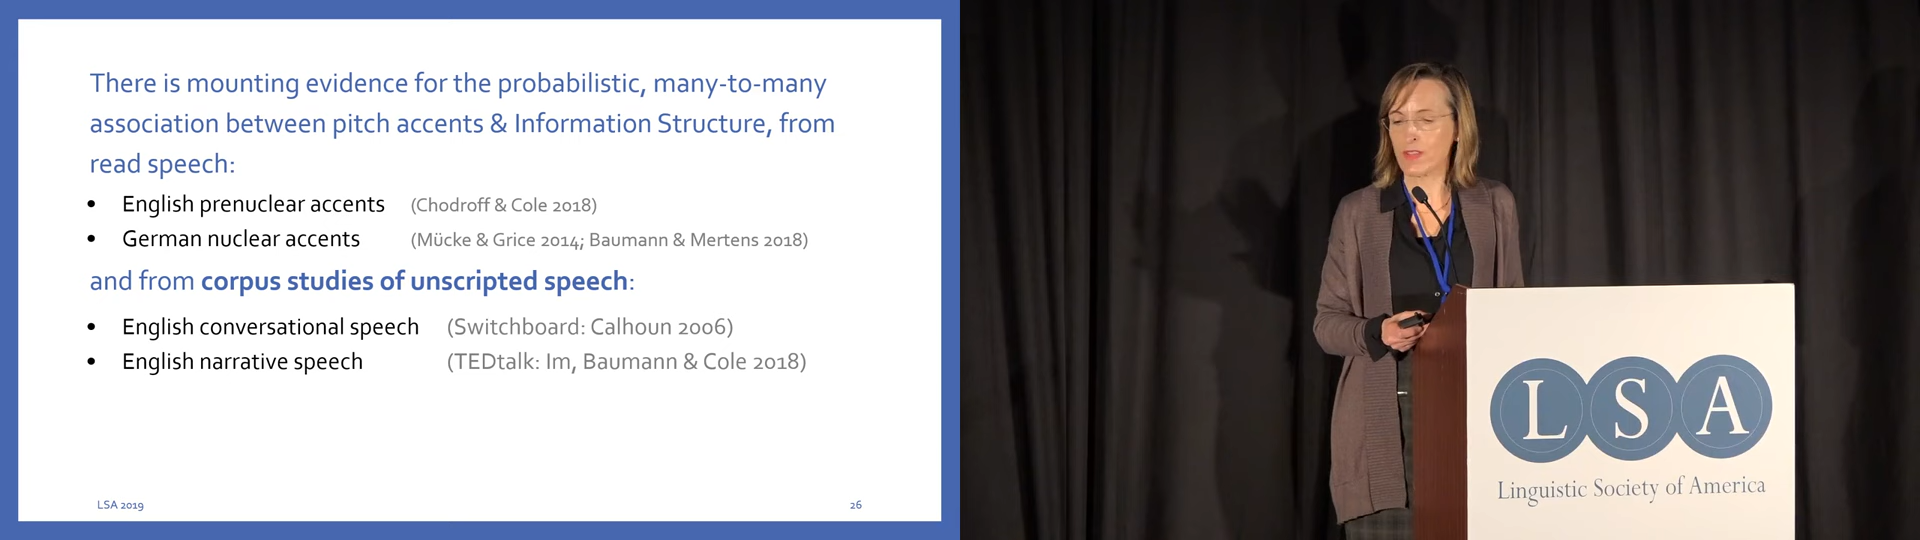 There is mounting evidence for the probabilistic, many-to-many
association between pitch accents & Information Structure, from
read speech:
• English prenuclear accents (Chodroff & Cole 2018)
• German nuclear accents (Mücke & Grice 2014; Baumann & Mertens 2018)
and from corpus studies of unscripted speech:
• English conversational speech (Switchboard: Calhoun 2006)
• English narrative speech (TEDtalk: Im, Baumann & Cole 2018)
LSA 2019 26
LSA
Linguistic Society of America